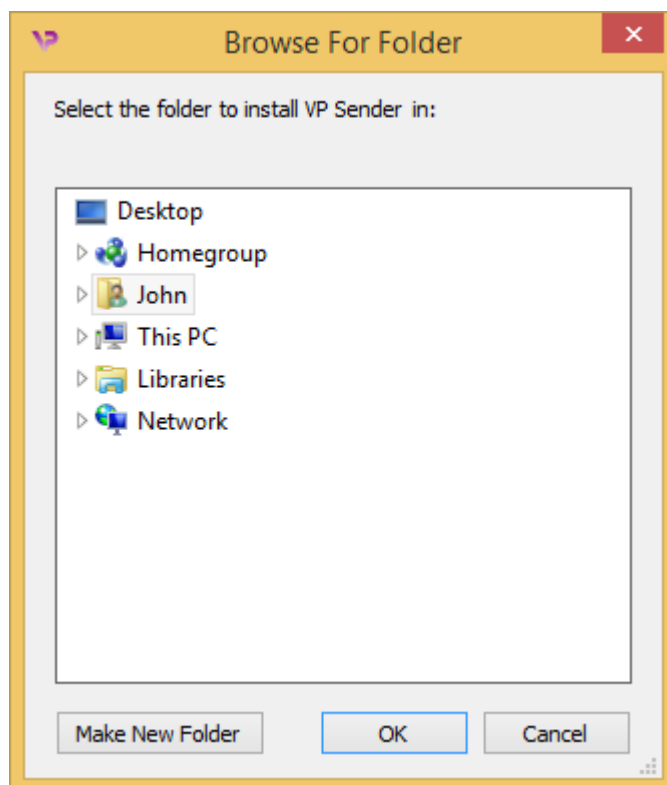 VP Browse For Folder
Select the folder to install VP Sender in:
Desktop
Homegroup
John
This PC
Libraries
Network
Make New Folder OK Cancel